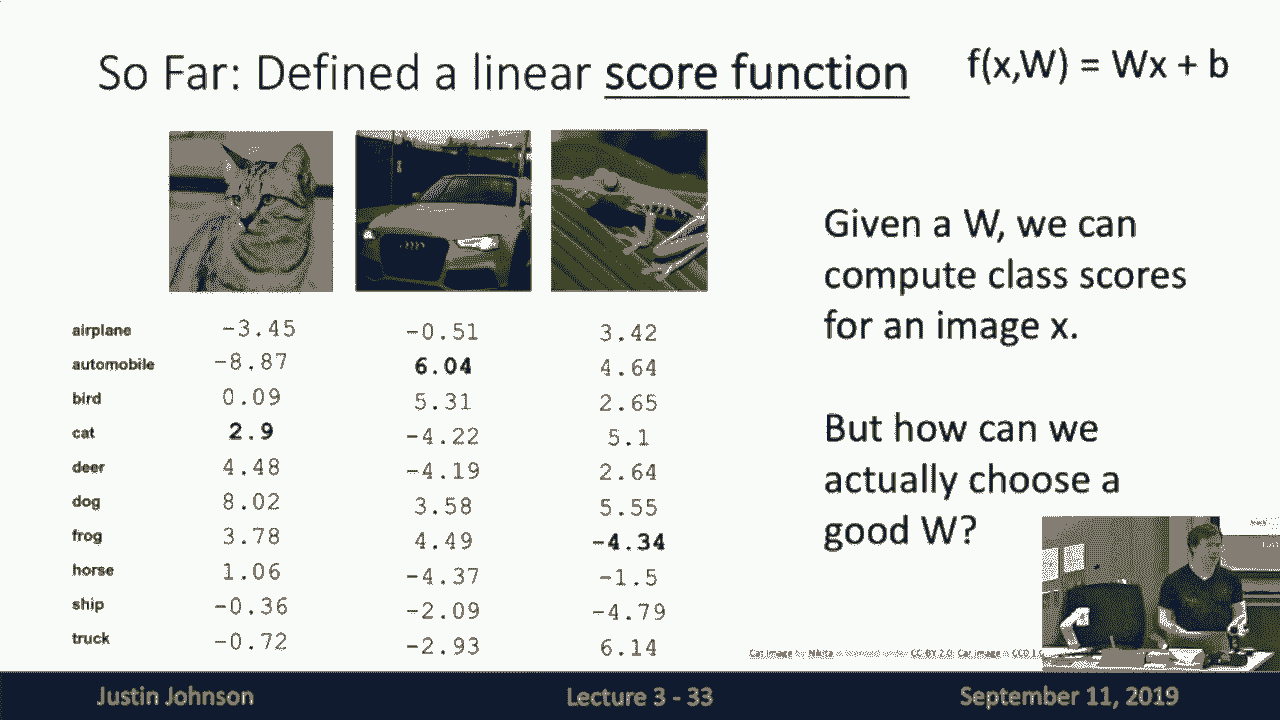 So Far: Defined a linear score function
f(x,W) = Wx + b
airplane -3.45 -0.51 3.42
automobile -8.87 6.04 4.64
bird 0.09 5.31 2.65
cat 2.9 -4.22 5.1
deer 4.48 -4.19 2.64
dog 8.02 3.58 5.55
frog 3.78 4.49 -4.34
horse 1.06 -4.37 -1.5
ship -0.36 -2.09 -4.79
truck -0.72 -2.93 6.14
Given a W, we can
compute class scores
for an image x.
But how can we
actually choose a
good W?
Cat image by Nikita is licensed under CC-BY 2.0; Car image is CC0 1.0
Justin Johnson
Lecture 3 - 33
September 11, 2019